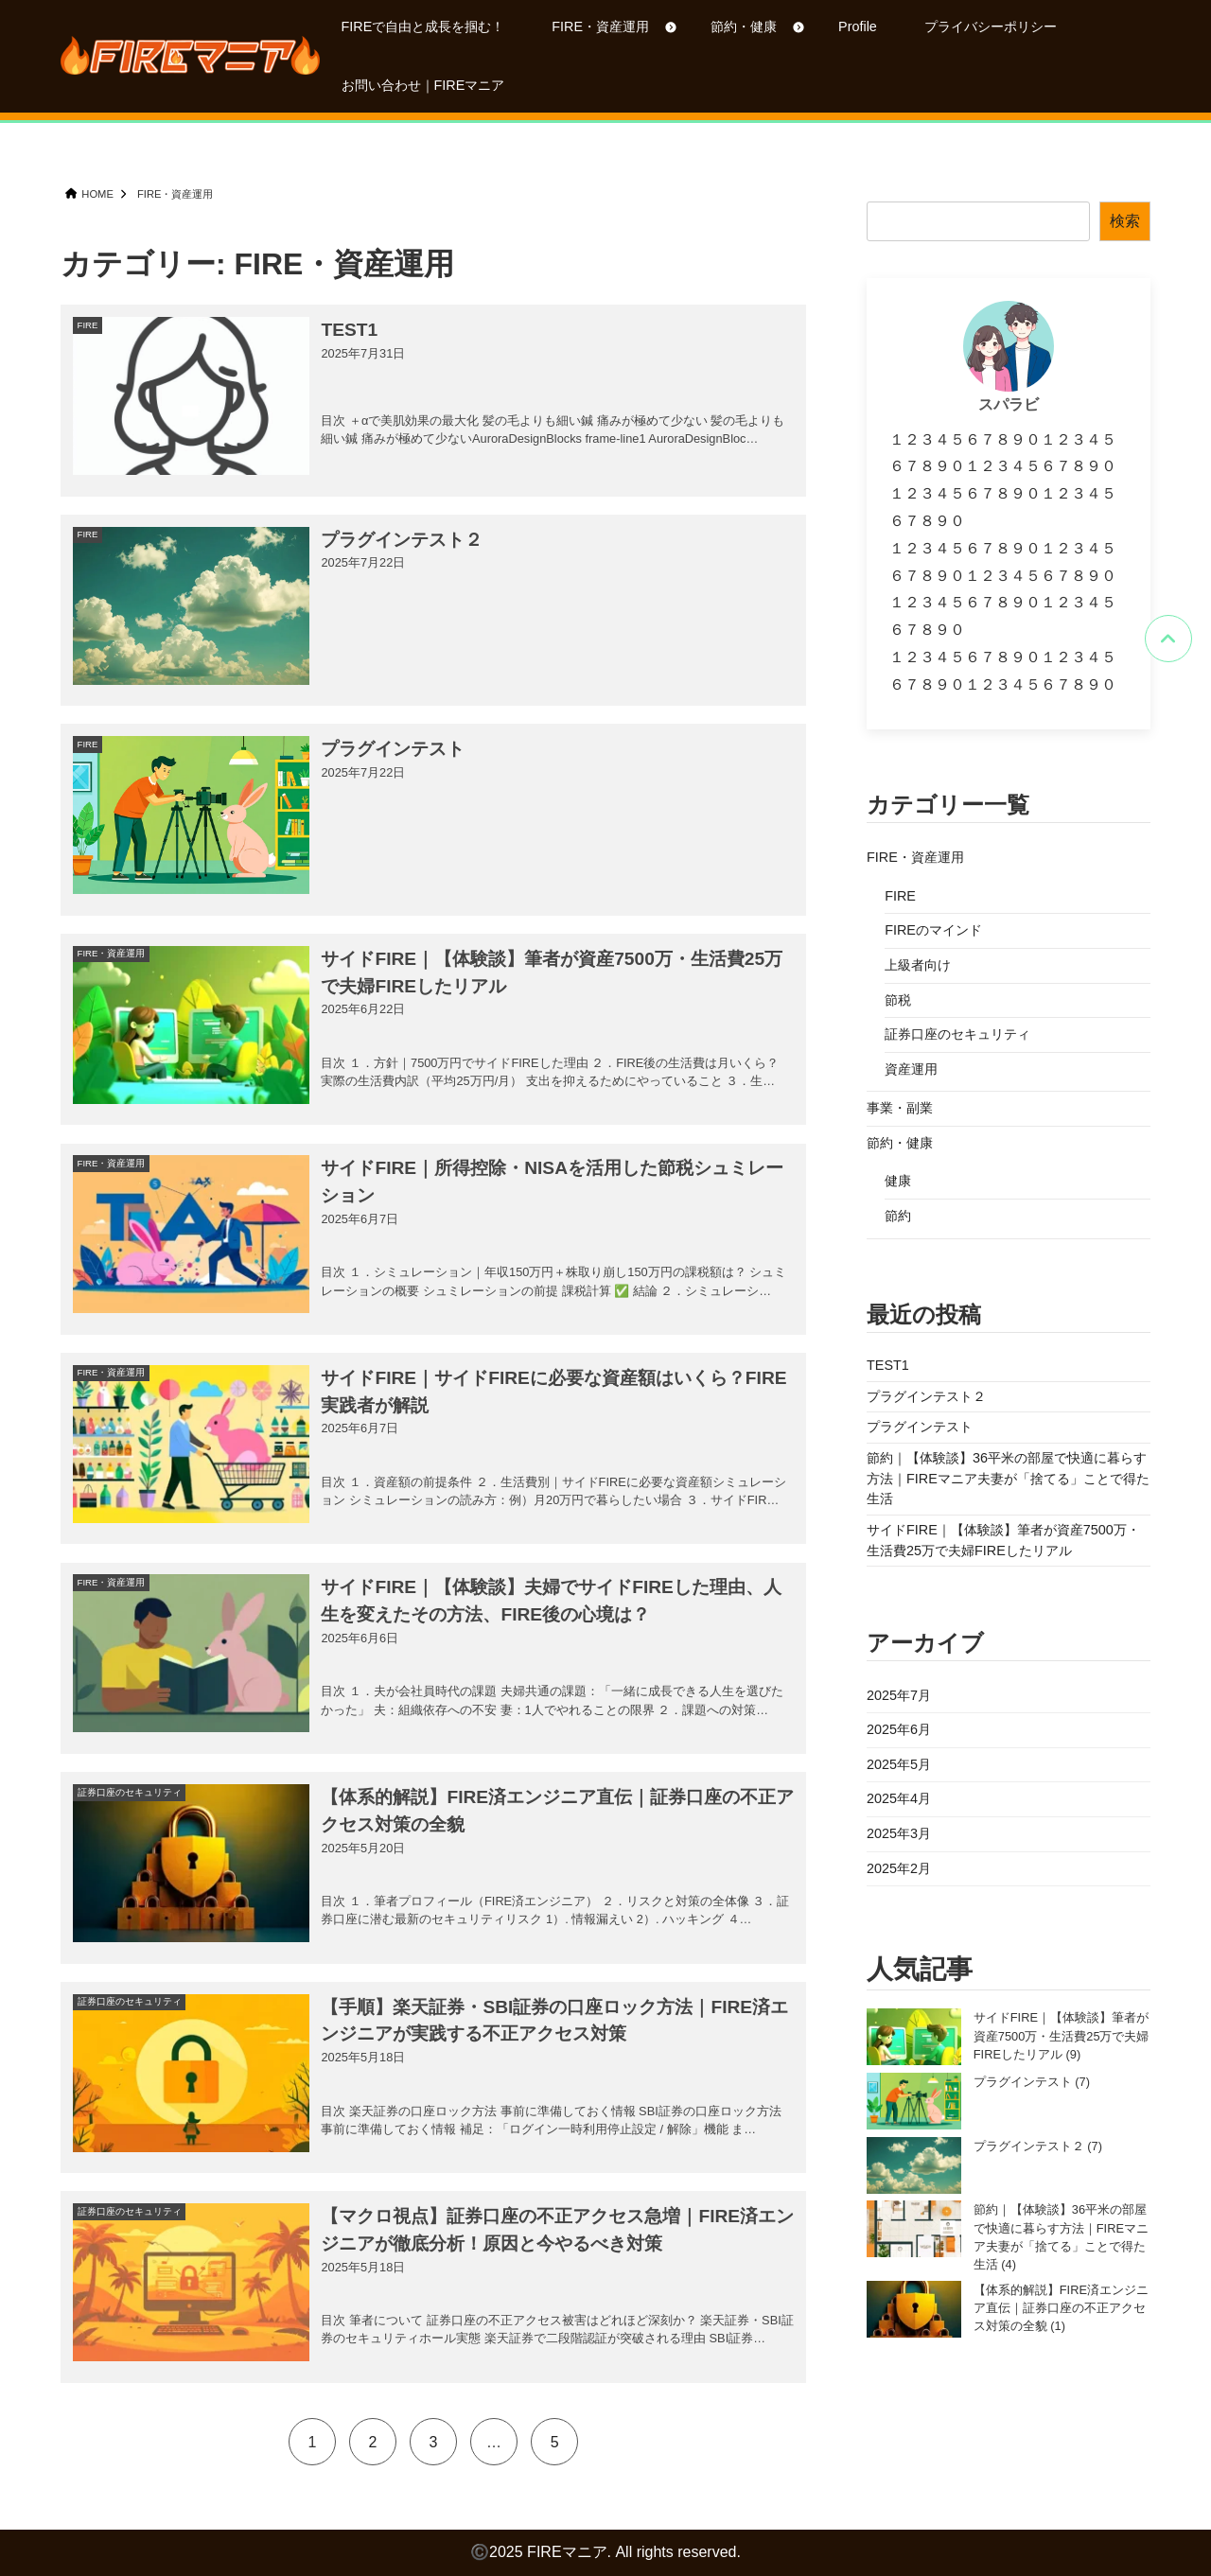 FIREマニア
FIREで自由と成長を掴む！
FIRE・資産運用
節約・健康
Profile
プライバシーポリシー
お問い合わせ｜FIREマニア
HOME
FIRE・資産運用
カテゴリー: FIRE・資産運用
FIRE
TEST1
2025年7月31日
目次 ＋αで美肌効果の最大化 髪の毛よりも細い鍼 痛みが極めて少ない 髪の毛よりも
細い鍼 痛みが極めて少ないAuroraDesignBlocks frame-line1 AuroraDesignBloc…
FIRE
プラグインテスト２
2025年7月22日
FIRE
プラグインテスト
2025年7月22日
FIRE・資産運用
サイドFIRE｜【体験談】筆者が資産7500万・生活費25万
で夫婦FIREしたリアル
2025年6月22日
目次 １．方針｜7500万円でサイドFIREした理由 ２．FIRE後の生活費は月いくら？
実際の生活費内訳（平均25万円/月） 支出を抑えるためにやっていること ３．生…
FIRE・資産運用
サイドFIRE｜所得控除・NISAを活用した節税シュミレー
ション
2025年6月7日
目次 １．シミュレーション｜年収150万円＋株取り崩し150万円の課税額は？ シュミ
レーションの概要 シュミレーションの前提 課税計算 ✅ 結論 ２．シミュレーシ…
FIRE・資産運用
サイドFIRE｜サイドFIREに必要な資産額はいくら？FIRE
実践者が解説
2025年6月7日
目次 １．資産額の前提条件 ２．生活費別｜サイドFIREに必要な資産額シミュレーシ
ョン シミュレーションの読み方：例）月20万円で暮らしたい場合 ３．サイドFIR…
FIRE・資産運用
サイドFIRE｜【体験談】夫婦でサイドFIREした理由、人
生を変えたその方法、FIRE後の心境は？
2025年6月6日
目次 １．夫が会社員時代の課題 夫婦共通の課題：「一緒に成長できる人生を選びた
かった」 夫：組織依存への不安 妻：1人でやれることの限界 ２．課題への対策…
証券口座のセキュリティ
【体系的解説】FIRE済エンジニア直伝｜証券口座の不正ア
クセス対策の全貌
2025年5月20日
目次 １．筆者プロフィール（FIRE済エンジニア） ２．リスクと対策の全体像 ３．証
券口座に潜む最新のセキュリティリスク 1）. 情報漏えい 2）. ハッキング ４…
証券口座のセキュリティ
【手順】楽天証券・SBI証券の口座ロック方法｜FIRE済エ
ンジニアが実践する不正アクセス対策
2025年5月18日
目次 楽天証券の口座ロック方法 事前に準備しておく情報 SBI証券の口座ロック方法
事前に準備しておく情報 補足：「ログイン一時利用停止設定 / 解除」機能 ま…
証券口座のセキュリティ
【マクロ視点】証券口座の不正アクセス急増｜FIRE済エン
ジニアが徹底分析！原因と今やるべき対策
2025年5月18日
目次 筆者について 証券口座の不正アクセス被害はどれほど深刻か？ 楽天証券・SBI証
券のセキュリティホール実態 楽天証券で二段階認証が突破される理由 SBI証券…
1
2
3
…
5
検索
スパラビ
１２３４５６７８９０１２３４５
６７８９０１２３４５６７８９０
１２３４５６７８９０１２３４５
６７８９０
１２３４５６７８９０１２３４５
６７８９０１２３４５６７８９０
１２３４５６７８９０１２３４５
６７８９０
１２３４５６７８９０１２３４５
６７８９０１２３４５６７８９０
カテゴリー一覧
FIRE・資産運用
FIRE
FIREのマインド
上級者向け
節税
証券口座のセキュリティ
資産運用
事業・副業
節約・健康
健康
節約
最近の投稿
TEST1
プラグインテスト２
プラグインテスト
節約｜【体験談】36平米の部屋で快適に暮らす
方法｜FIREマニア夫妻が「捨てる」ことで得た
生活
サイドFIRE｜【体験談】筆者が資産7500万・
生活費25万で夫婦FIREしたリアル
アーカイブ
2025年7月
2025年6月
2025年5月
2025年4月
2025年3月
2025年2月
人気記事
サイドFIRE｜【体験談】筆者が
資産7500万・生活費25万で夫婦
FIREしたリアル (9)
プラグインテスト (7)
プラグインテスト２ (7)
節約｜【体験談】36平米の部屋
で快適に暮らす方法｜FIREマニ
ア夫妻が「捨てる」ことで得た
生活 (4)
【体系的解説】FIRE済エンジニ
ア直伝｜証券口座の不正アクセ
ス対策の全貌 (1)
©2025 FIREマニア. All rights reserved.